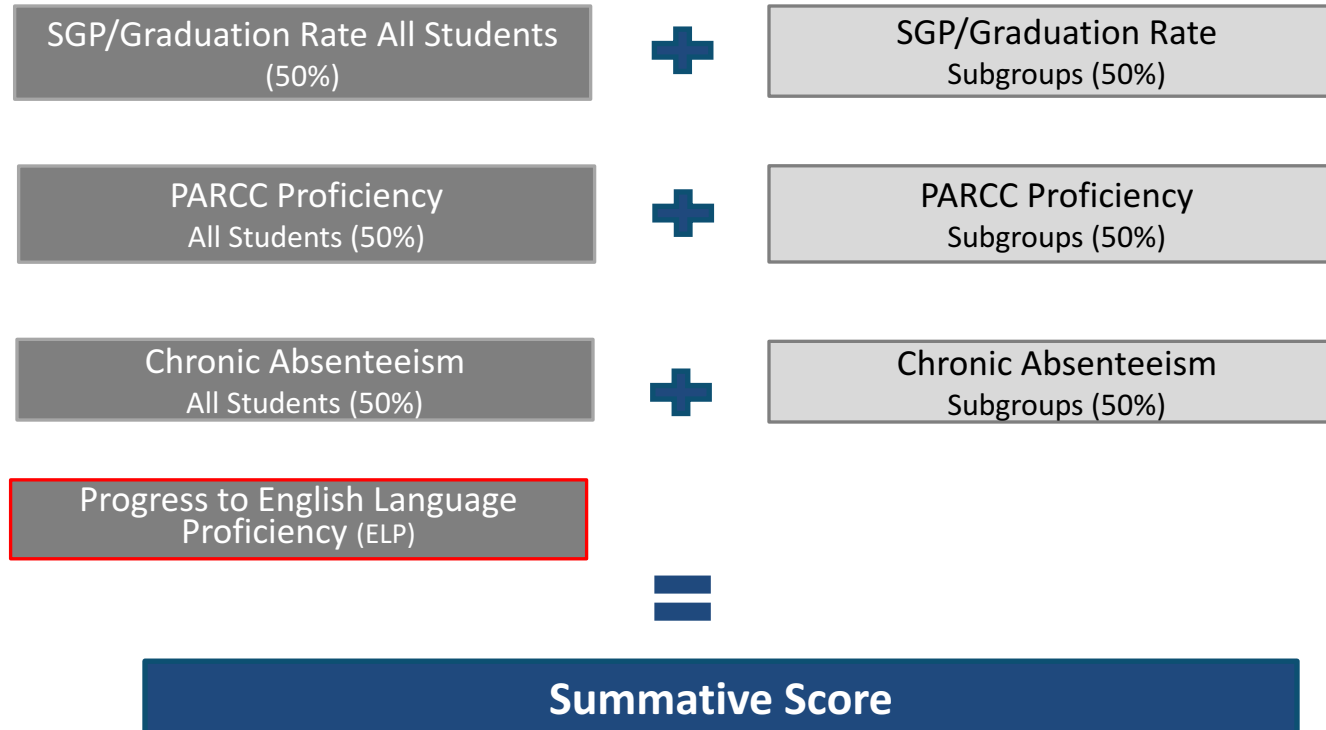 SGP/Graduation Rate All Students
(50%)
SGP/Graduation Rate
Subgroups (50%)
PARCC Proficiency
All Students (50%)
PARCC Proficiency
Subgroups (50%)
Chronic Absenteeism
All Students (50%)
Chronic Absenteeism
Subgroups (50%)
Progress to English Language
Proficiency (ELP)
Summative Score